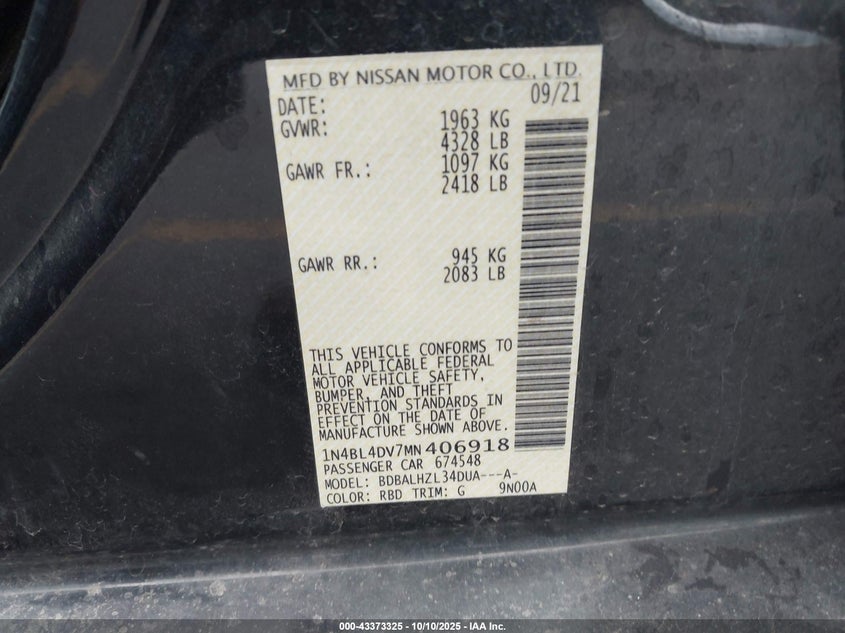 MFD BY NISSAN MOTOR CO., LTD.
DATE: 09/21
GVWR: 1963 KG
4328 LB
GAWR FR.: 1097 KG
2418 LB
GAWR RR.: 945 KG
2083 LB
THIS VEHICLE CONFORMS TO
ALL APPLICABLE FEDERAL
MOTOR VEHICLE SAFETY,
BUMPER, AND THEFT
PREVENTION STANDARDS IN
EFFECT ON THE DATE OF
MANUFACTURE SHOWN ABOVE.
1N4BL4DV7MN406918
PASSENGER CAR 674548
MODEL: BDBALHZL34DUA---A-
COLOR: RBD TRIM: G 9N00A
000-43373325 - 10/10/2025 - IAA Inc.